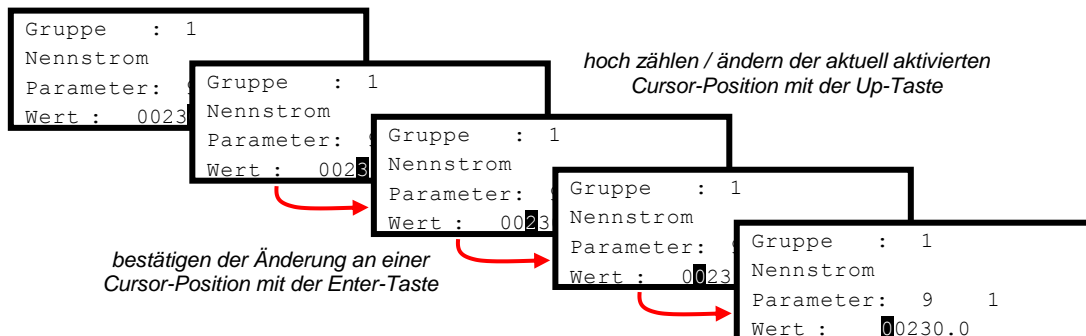 Gruppe : 1
Nennstrom
Parameter:
Wert : 0023
hoch zählen / ändern der aktuell aktivierten
Cursor-Position mit der Up-Taste
Gruppe : 1
Nennstrom
Parameter:
Wert : 0023
Gruppe : 1
Nennstrom
Parameter:
Wert : 0023
Gruppe : 1
Nennstrom
Parameter:
Wert : 0023
bestätigen der Änderung an einer
Cursor-Position mit der Enter-Taste
Gruppe : 1
Nennstrom
Parameter: 9 1
Wert : 00230.0